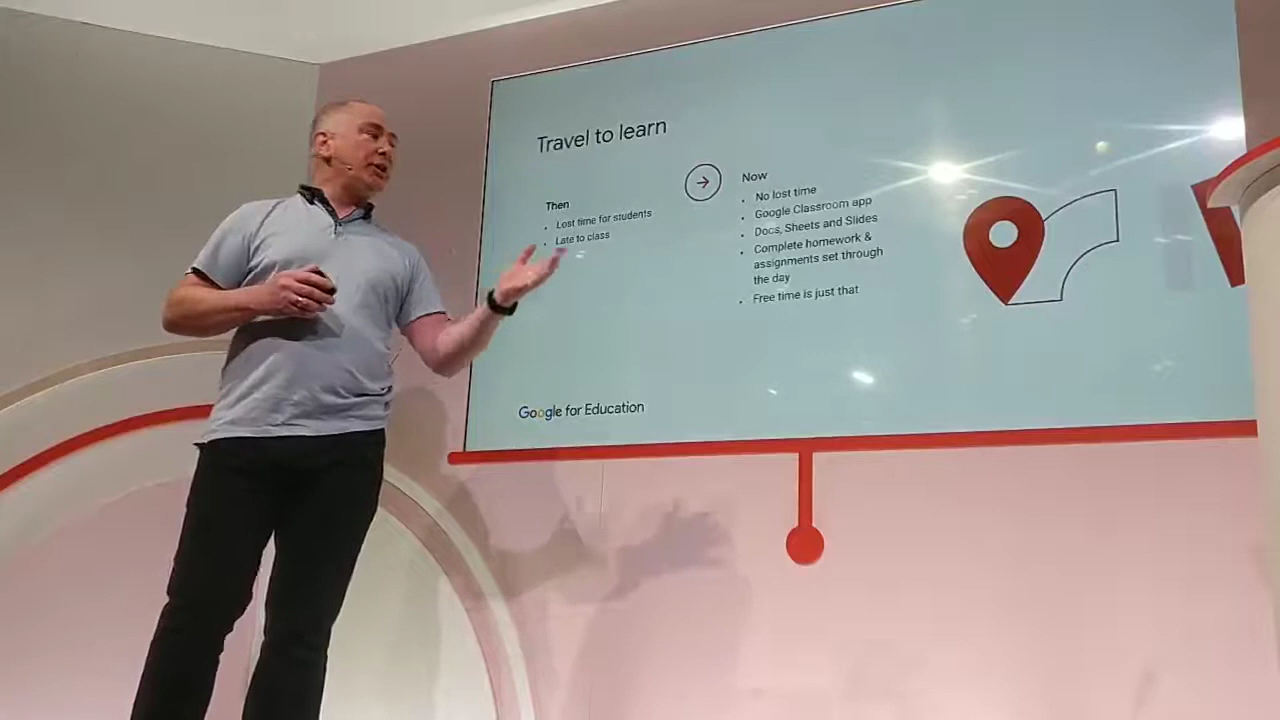 Travel to learn
Then
• Lost time for students
• Late to class
Now
• No lost time
• Google Classroom app
• Docs, Sheets and Slides
• Complete homework &
assignments set through
the day
• Free time is just that
Google for Education